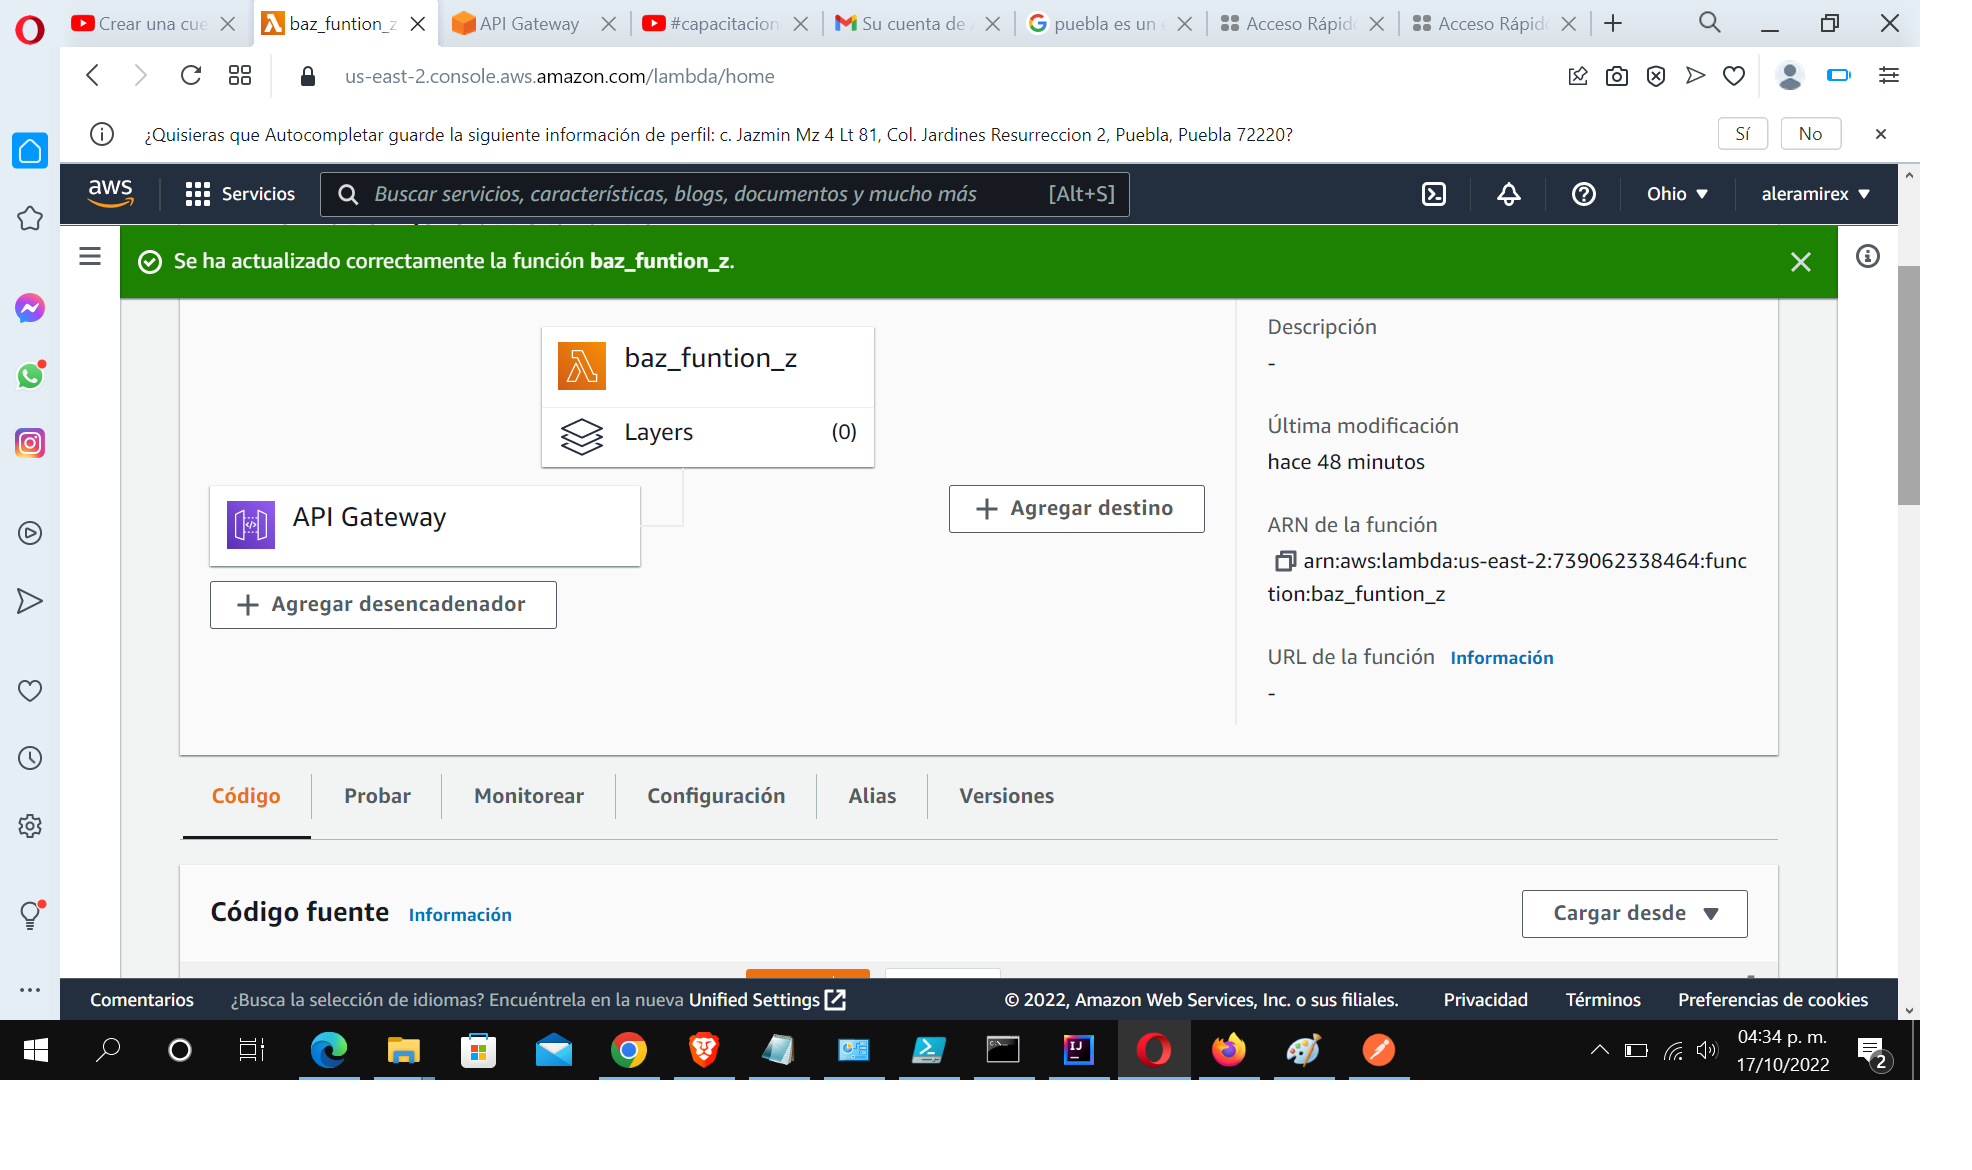 Crear una cue
baz_funtion_z
API Gateway
#capacitacion
Su cuenta de
puebla es un
Acceso Rápido
Acceso Rápido
us-east-2.console.aws.amazon.com/lambda/home
¿Quisieras que Autocompletar guarde la siguiente información de perfil: c. Jazmin Mz 4 Lt 81, Col. Jardines Resurreccion 2, Puebla, Puebla 72220?
Sí
No
aws
Servicios
Buscar servicios, características, blogs, documentos y mucho más
[Alt+S]
Ohio
aleramirex
Se ha actualizado correctamente la función baz_funtion_z.
baz_funtion_z
Layers
(0)
API Gateway
Agregar destino
Agregar desencadenador
Descripción
-
Última modificación
hace 48 minutos
ARN de la función
arn:aws:lambda:us-east-2:739062338464:func
tion:baz_funtion_z
URL de la función Información
-
Código
Probar
Monitorear
Configuración
Alias
Versiones
Código fuente Información
Cargar desde
Comentarios
¿Busca la selección de idiomas? Encuéntrela en la nueva Unified Settings
© 2022, Amazon Web Services, Inc. o sus filiales.
Privacidad
Términos
Preferencias de cookies
04:34 p. m.
17/10/2022
2